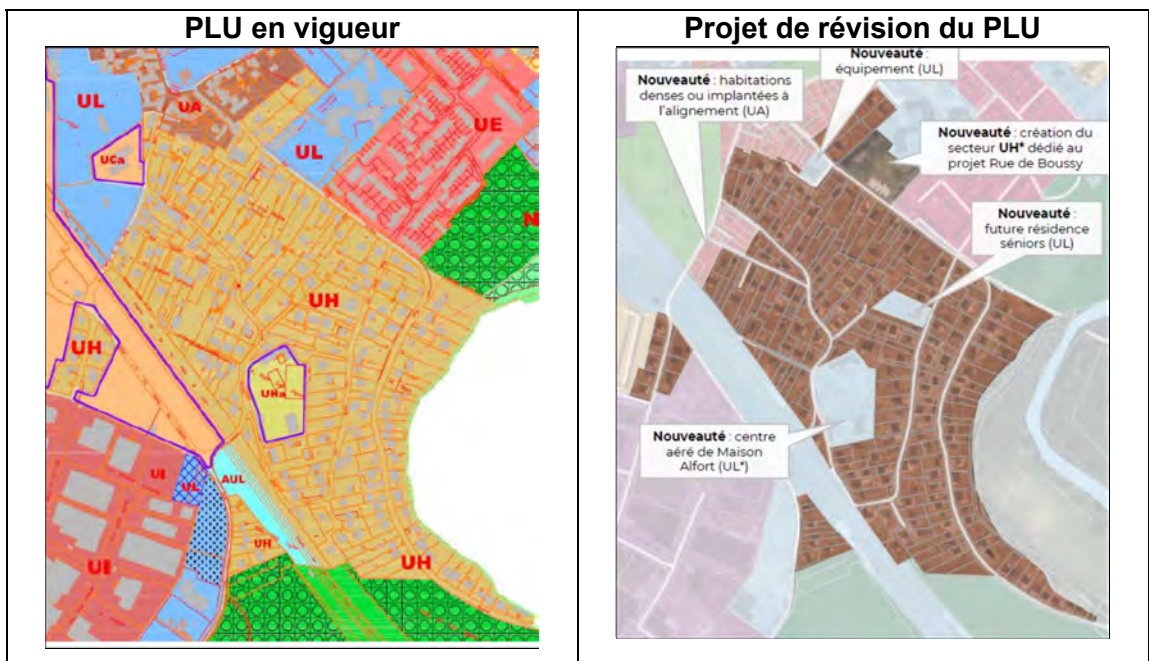 PLU en vigueur
UL
UA
UCa
UL
UE
N
UH
UH
UHa
UI
UL
AUL
UH
UH
UI
Projet de révision du PLU
Nouveauté :
équipement (UL)
Nouveauté : habitations
denses ou implantées à
l'alignement (UA)
Nouveauté : création du
secteur UH* dédié au
projet Rue de Boussy
Nouveauté :
future résidence
séniors (UL)
Nouveauté : centre
aéré de Maison
Alfort (UL*)